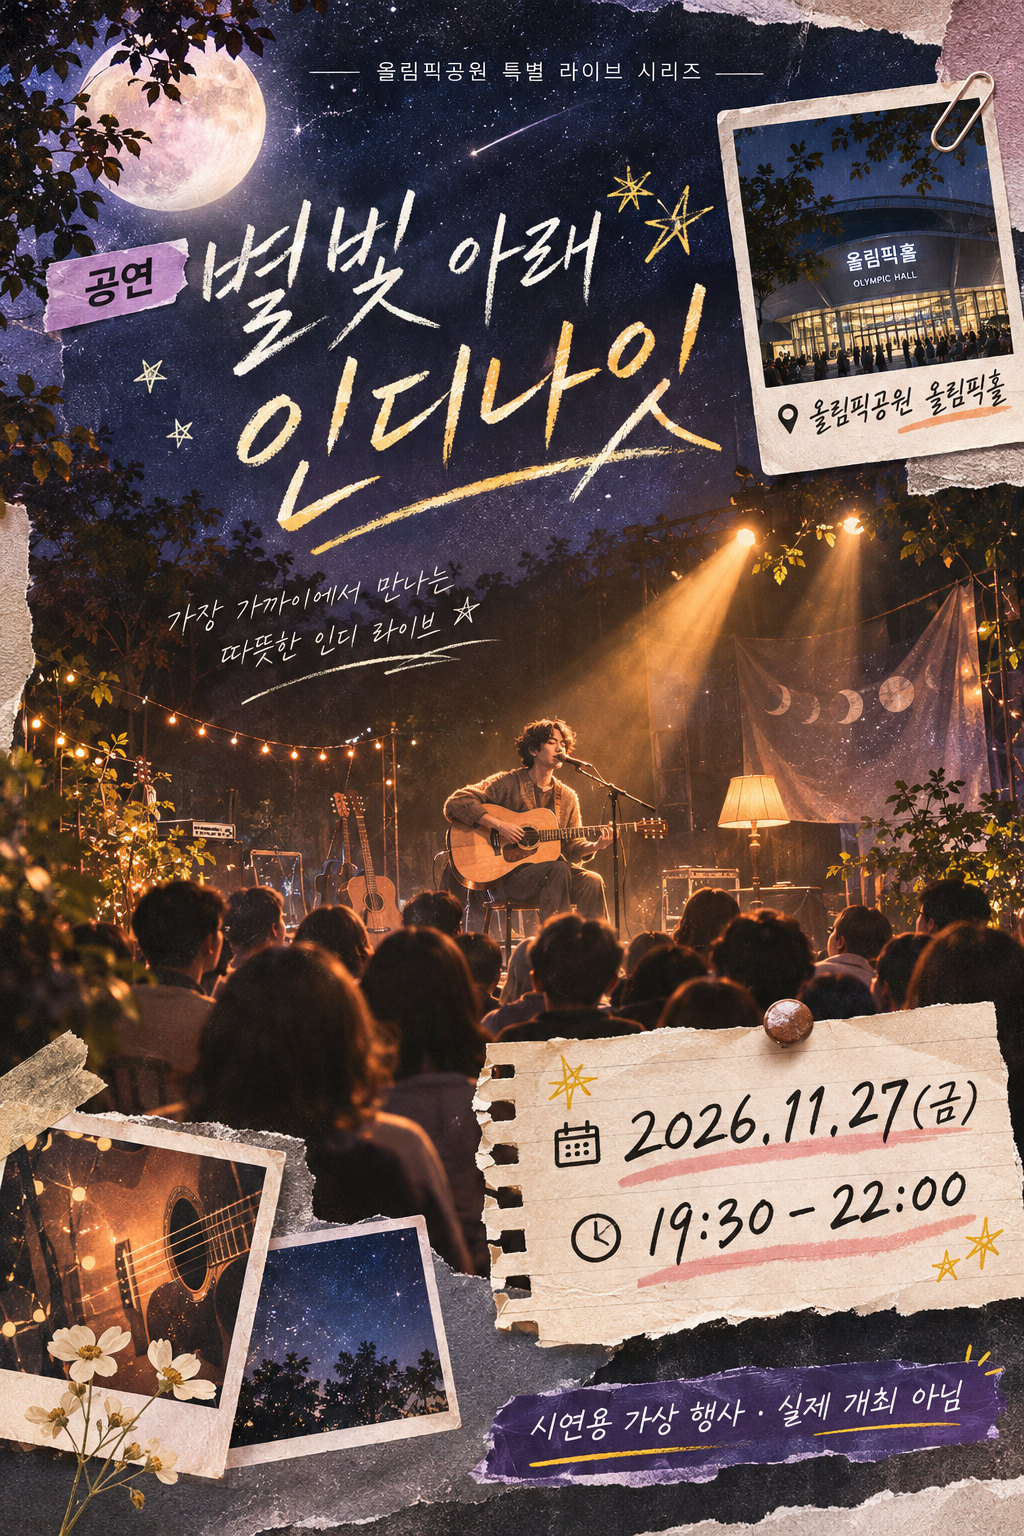 올림픽공원 특별 라이브 시리즈
공연
별빛 아래
인디나잇
올림픽홀
OLYMPIC HALL
올림픽공원 올림픽홀
가장 가까이에서 만나는
따뜻한 인디 라이브
2026.11.27(금)
19:30 - 22:00
시연용 가상 행사 · 실제 개최 아님